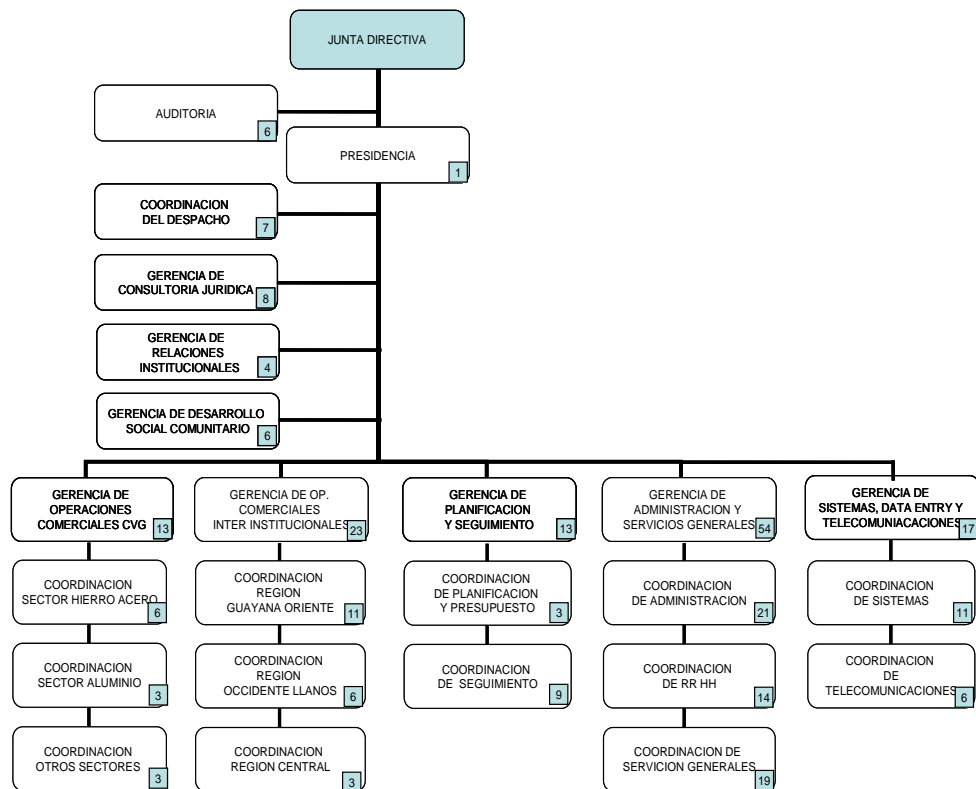 JUNTA DIRECTIVA
AUDITORIA
6
PRESIDENCIA
1
COORDINACION
DEL DESPACHO
7
GERENCIA DE
CONSULTORIA JURIDICA
8
GERENCIA DE
RELACIONES
INSTITUCIONALES
4
GERENCIA DE DESARROLLO
SOCIAL COMUNITARIO
6
GERENCIA DE
OPERACIONES
COMERCIALES CVG
13
GERENCIA DE OP.
COMERCIALES
INTER INSTITUCIONALES
23
GERENCIA DE
PLANIFICACION
Y SEGUIMIENTO
13
GERENCIA DE
ADMINISTRACION Y
SERVICIOS GENERALES
54
GERENCIA DE
SISTEMAS, DATA ENTRY Y
TELECOMUNIACACIONES
17
COORDINACION
SECTOR HIERRO ACERO
6
COORDINACION
REGION
GUAYANA ORIENTE
11
COORDINACION
DE PLANIFICACION
Y PRESUPUESTO
3
COORDINACION
DE ADMINISTRACION
21
COORDINACION
DE SISTEMAS
11
COORDINACION
SECTOR ALUMINIO
3
COORDINACION
REGION
OCCIDENTE LLANOS
6
COORDINACION
DE SEGUIMIENTO
9
COORDINACION
DE RR HH
14
COORDINACION
DE
TELECOMUNICACIONES
6
COORDINACION
OTROS SECTORES
3
COORDINACION
REGION CENTRAL
3
COORDINACION DE
SERVICION GENERALES
19